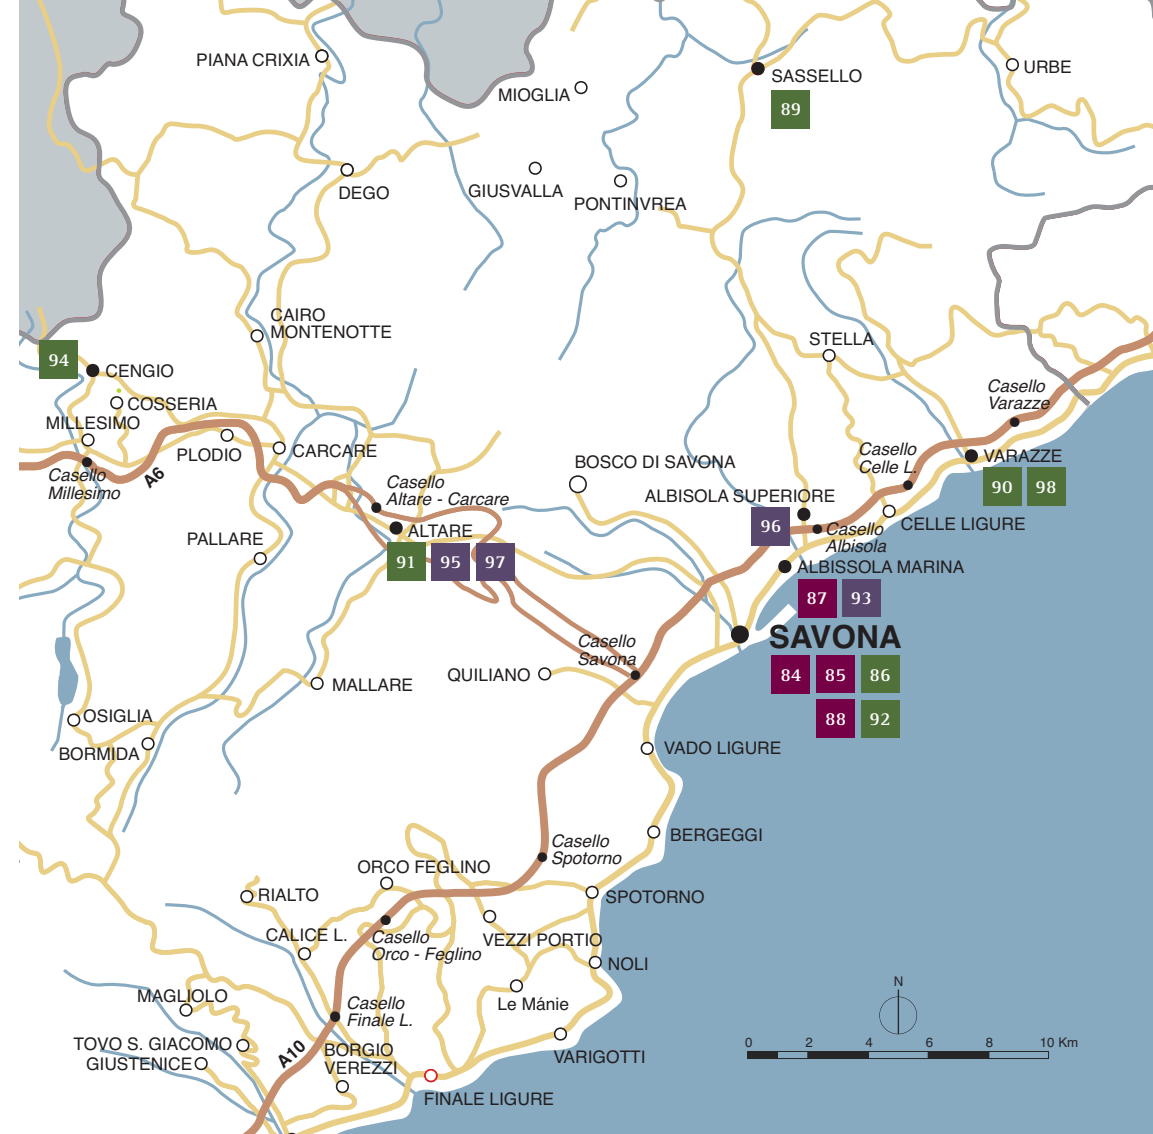 PIANA CRIXIA
MIOGLIA
SASSELLO
89
URBE
DEGO
GIUSVALLA
PONTINVREA
CAIRO
MONTENOTTE
STELLA
94
CENGIO
COSSERIA
MILLESIMO
PLODIO
CARCARE
Casello
Millesimo
A6
Casello
Altare - Carcare
ALTARE
91
95
97
PALLARE
BOSCO DI SAVONA
ALBISOLA SUPERIORE
96
Casello
Albisola
Casello
Celle L.
Casello
Varazze
VARAZZE
90
98
CELLE LIGURE
ALBISSOLA MARINA
87
93
SAVONA
84
85
86
88
92
Casello
Savona
QUILIANO
MALLARE
OSIGLIA
BORMIDA
VADO LIGURE
BERGEGGI
Casello
Spotorno
SPOTORNO
ORCO FEGLINO
RIALTO
CALICE L.
Casello
Orco - Feglino
VEZZI PORTIO
NOLI
Le Mánie
MAGLIOLO
Casello
Finale L.
TOVO S. GIACOMO
GIUSTENICE
A10
BORGIO
VEREZZI
VARIGOTTI
FINALE LIGURE
N
0 2 4 6 8 10 Km